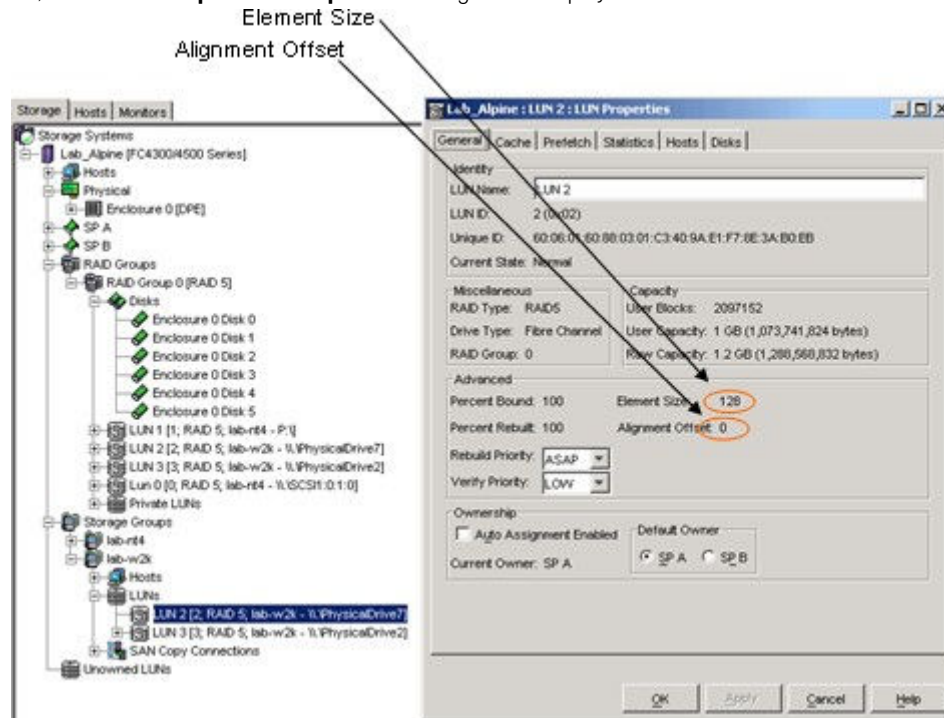 Element Size
Alignment Offset
Storage
Hosts
Monitors
Storage Systems
Lab_Alpine [FC4300/4500 Series]
Hosts
Physical
Enclosure 0 [DPE]
SP A
SP B
RAID Groups
RAID Group 0 [RAID 5]
Disks
Enclosure 0 Disk 0
Enclosure 0 Disk 1
Enclosure 0 Disk 2
Enclosure 0 Disk 3
Enclosure 0 Disk 4
Enclosure 0 Disk 5
LUN 1 [1; RAID 5; lab-nt4 - P:\]
LUN 2 [2; RAID 5; lab-w2k - \\.\PhysicalDrive7]
LUN 3 [3; RAID 5; lab-w2k - \\.\PhysicalDrive2]
Lun 0 [0; RAID 5; lab-nt4 - \\.\SCSI1:0:1:0]
Private LUNs
Storage Groups
lab-nt4
lab-w2k
Hosts
LUNs
LUN 2 [2; RAID 5; lab-w2k - \\.\PhysicalDrive7]
LUN 3 [3; RAID 5; lab-w2k - \\.\PhysicalDrive2]
SAN Copy Connections
Unowned LUNs
Lab_Alpine : LUN 2 : LUN Properties
General
Cache
Prefetch
Statistics
Hosts
Disks
Identity
LUN Name: LUN 2
LUN ID: 2 (0x02)
Unique ID: 60:06:01:60:88:03:01:C3:40:9A:E1:F7:8E:3A:B0:EB
Current State: Normal
Miscellaneous
RAID Type: RAID5
Drive Type: Fibre Channel
RAID Group: 0
Capacity
User Blocks: 2097152
User Capacity: 1 GB (1,073,741,824 bytes)
Raw Capacity: 1.2 GB (1,288,568,832 bytes)
Advanced
Percent Bound: 100
Element Size: 128
Percent Rebuilt: 100
Alignment Offset: 0
Rebuild Priority: ASAP
Verify Priority: LOW
Ownership
Auto Assignment Enabled
Current Owner: SP A
Default Owner
SP A
SP B
OK
Apply
Cancel
Help